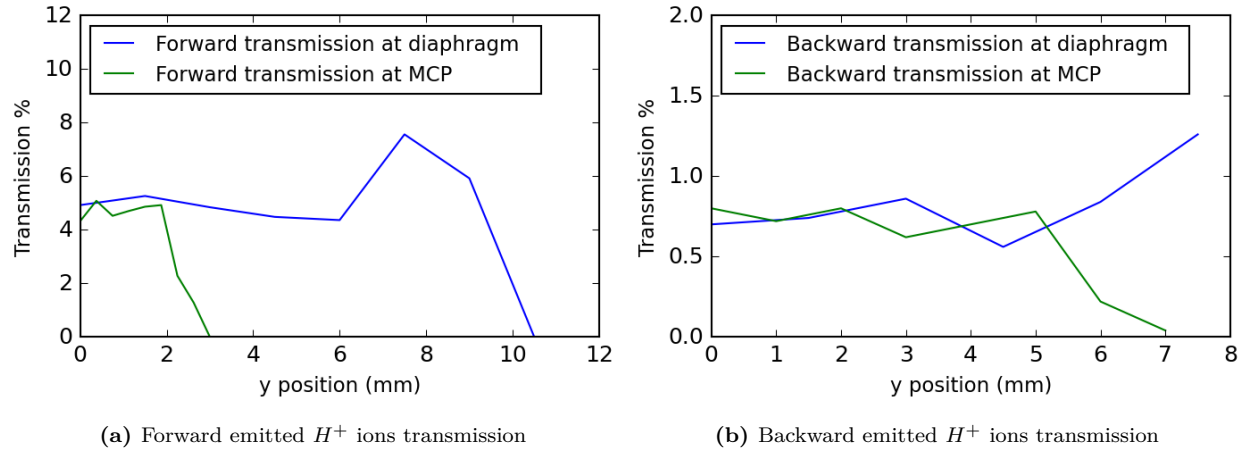 12
10
8
6
4
2
0
Transmission %
Forward transmission at diaphragm
Forward transmission at MCP
0 2 4 6 8 10 12
y position (mm)
(a) Forward emitted H⁺ ions transmission
2.0
1.5
1.0
0.5
0.0
Transmission %
Backward transmission at diaphragm
Backward transmission at MCP
0 1 2 3 4 5 6 7 8
y position (mm)
(b) Backward emitted H⁺ ions transmission